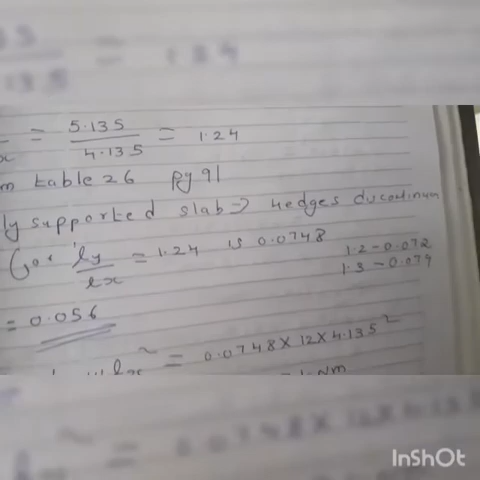 = 5.135 / 4.135 = 1.24
table 26 pg 91
ly supported slab → 4edges discontinuous
for ly/lx = 1.24 is 0.0748
1.2 - 0.072
1.3 - 0.079
= 0.056
lx² = 0.0748 × 12 × 4.135²
InShOt